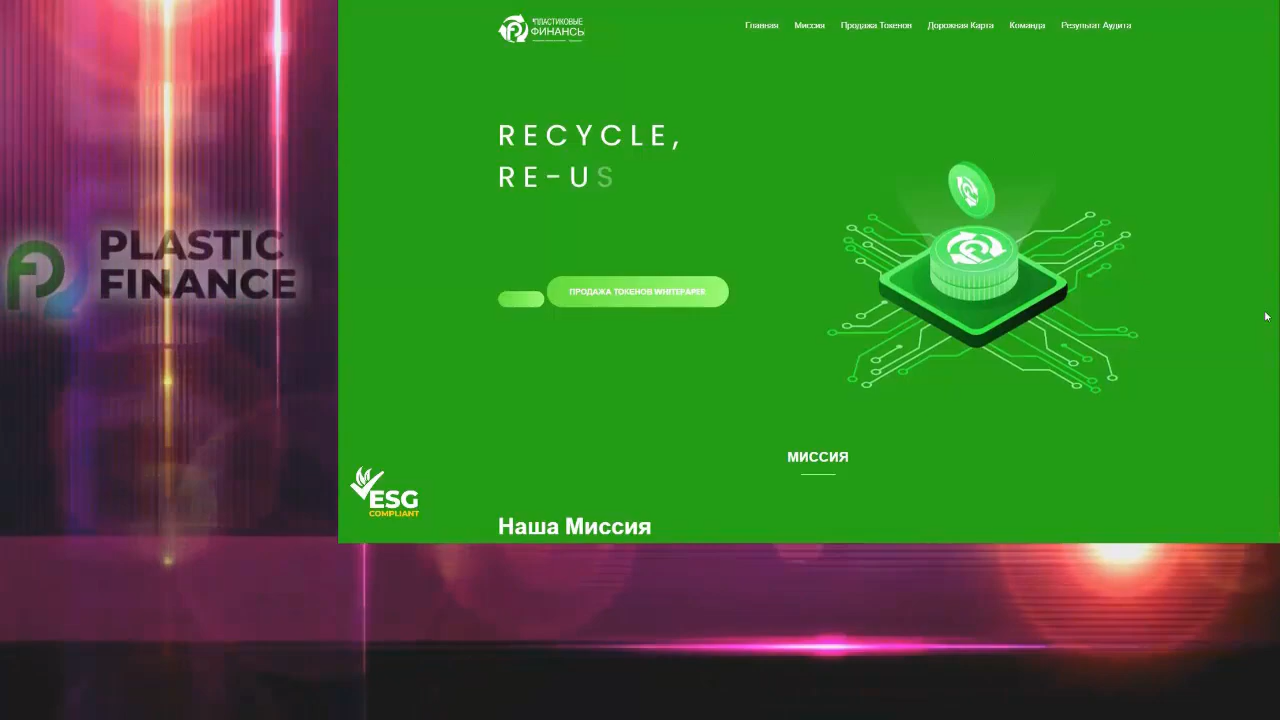 ПЛАСТИКОВЫЕ
ФИНАНСЫ
Главная Миссия Продажа Токенов Дорожная Карта Команда Результат Аудита
RECYCLE,
RE-US
PLASTIC
FINANCE
ПРОДАЖА ТОКЕНОВ WHITEPAPER
МИССИЯ
ESG
COMPLIANT
Наша Миссия